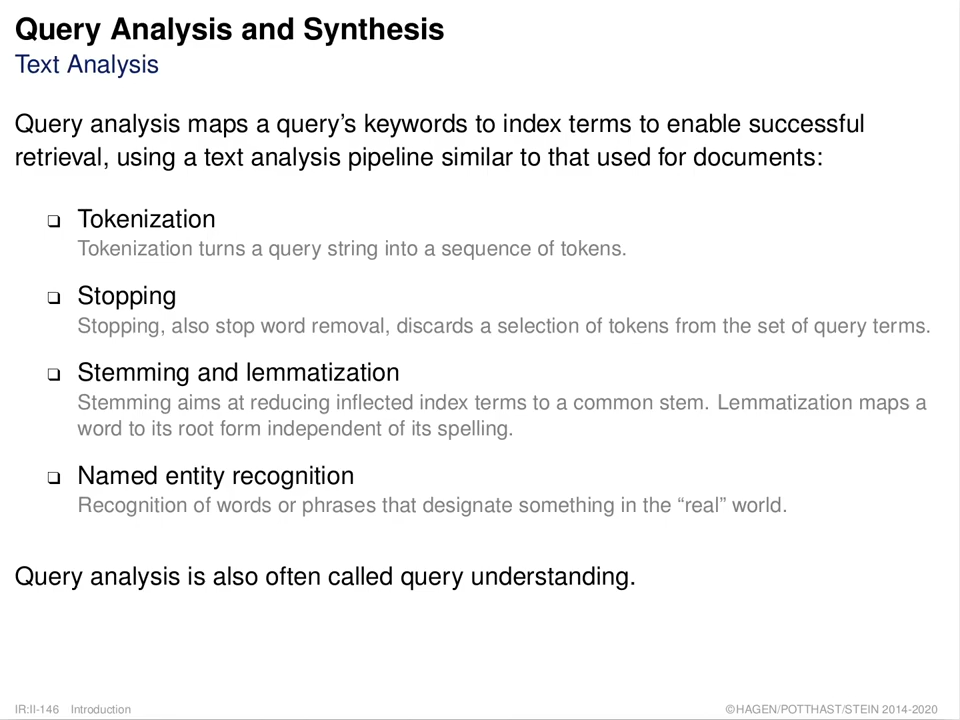 Query Analysis and Synthesis
Text Analysis
Query analysis maps a query's keywords to index terms to enable successful
retrieval, using a text analysis pipeline similar to that used for documents:
❑ Tokenization
Tokenization turns a query string into a sequence of tokens.
❑ Stopping
Stopping, also stop word removal, discards a selection of tokens from the set of query terms.
❑ Stemming and lemmatization
Stemming aims at reducing inflected index terms to a common stem. Lemmatization maps a
word to its root form independent of its spelling.
❑ Named entity recognition
Recognition of words or phrases that designate something in the “real” world.
Query analysis is also often called query understanding.
IR:II-146 Introduction ©HAGEN/POTTHAST/STEIN 2014-2020